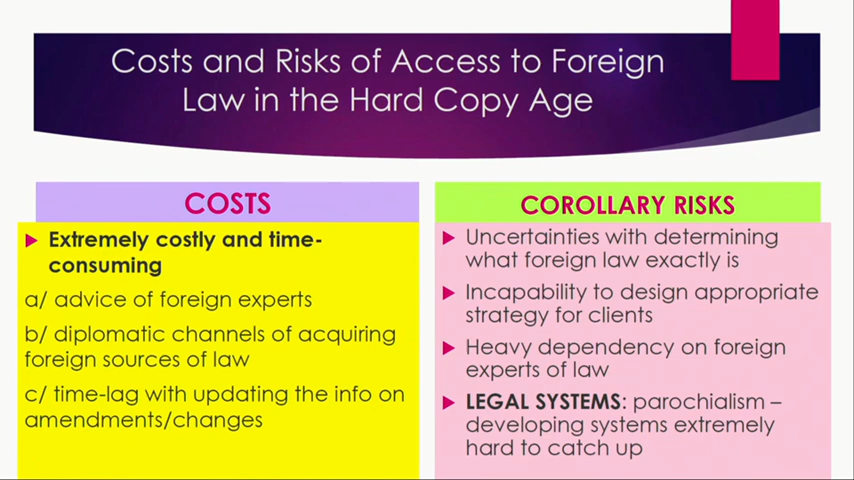 Costs and Risks of Access to Foreign
Law in the Hard Copy Age
COSTS
Extremely costly and time-
consuming
a/ advice of foreign experts
b/ diplomatic channels of acquiring
foreign sources of law
c/ time-lag with updating the info on
amendments/changes
COROLLARY RISKS
Uncertainties with determining
what foreign law exactly is
Incapability to design appropriate
strategy for clients
Heavy dependency on foreign
experts of law
LEGAL SYSTEMS: parochialism –
developing systems extremely
hard to catch up